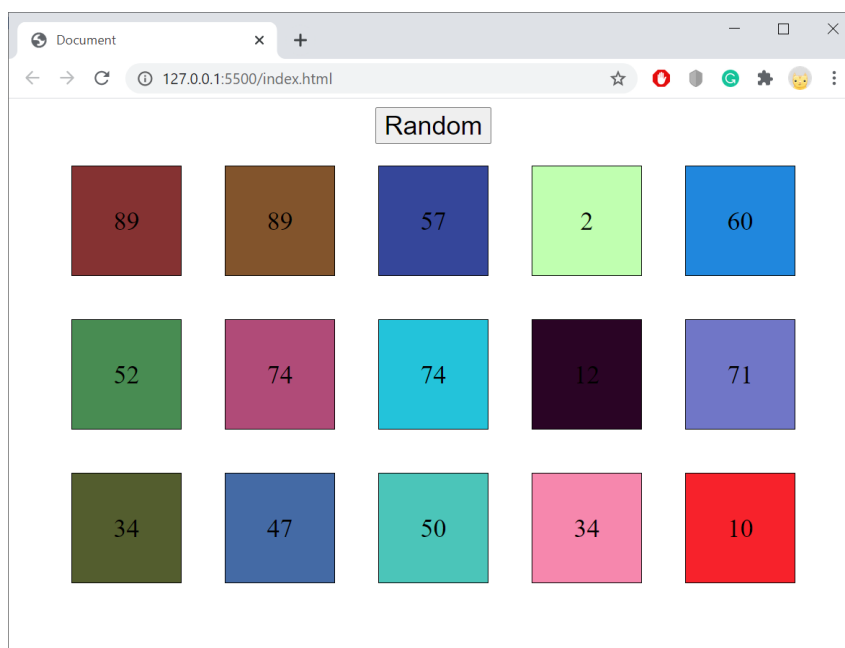 Document
127.0.0.1:5500/index.html
Random
89 89 57 2 60
52 74 74 12 71
34 47 50 34 10